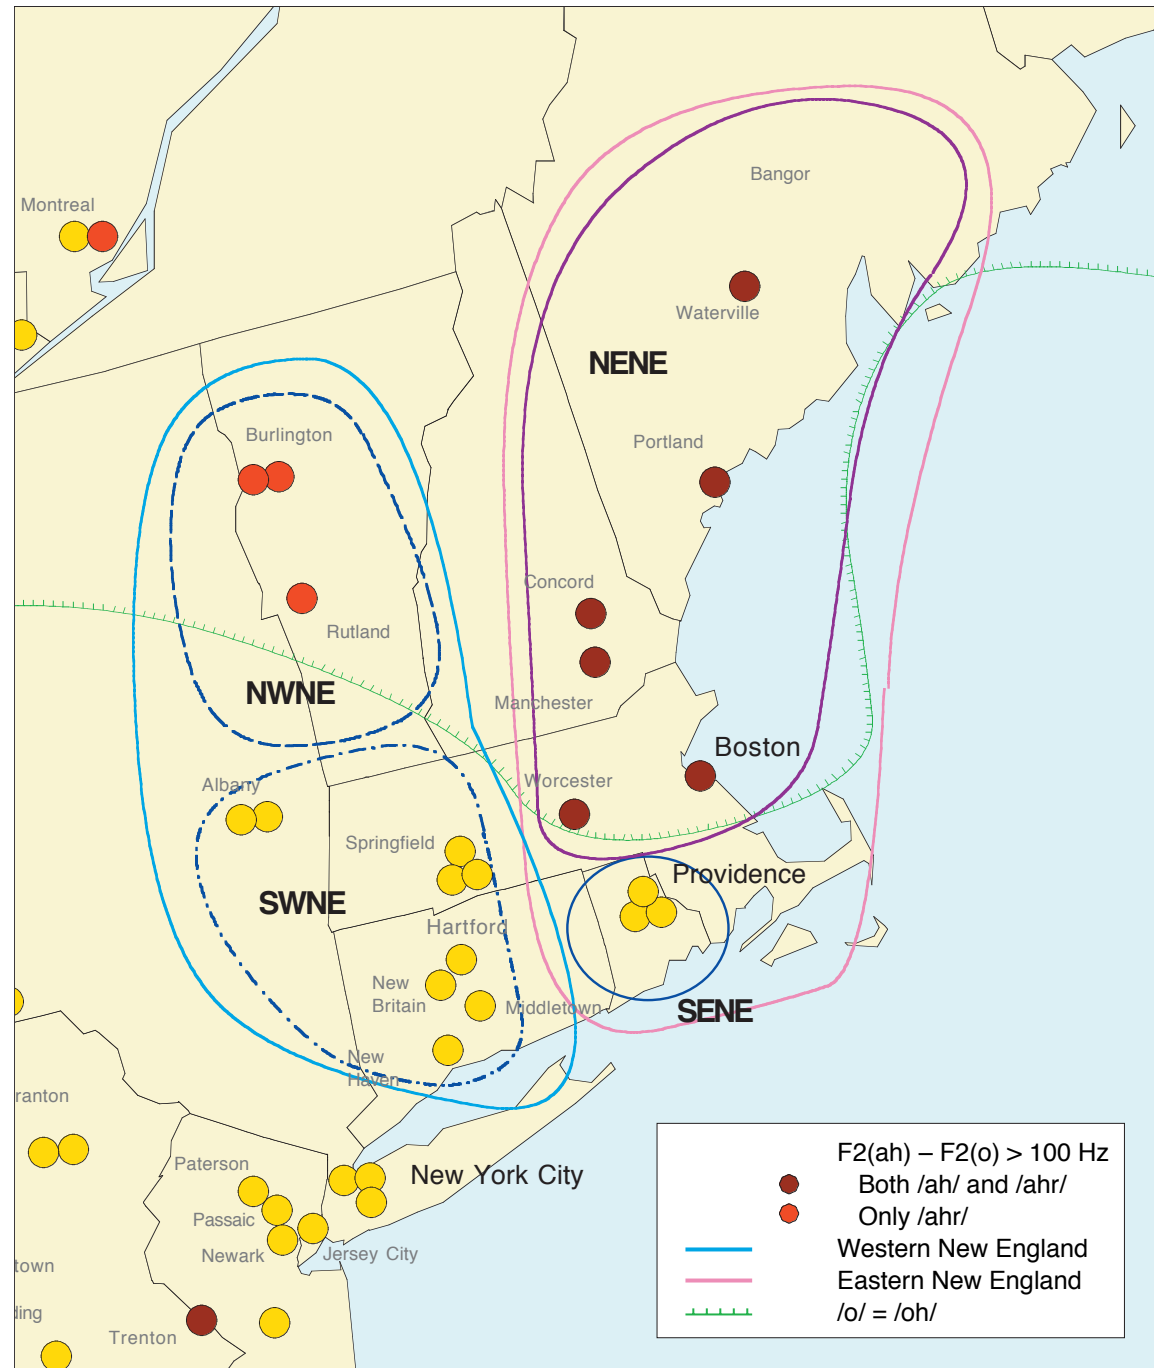 Bangor
Montreal
Waterville
NENE
Burlington
Portland
Concord
Rutland
NWNE
Manchester
Boston
Albany
Worcester
Springfield
Providence
SWNE
Hartford
New
Britain
Middletown
SENE
New
Haven
ranton
Paterson
New York City
Passaic
Newark
Jersey City
town
ding
Trenton
F2(ah) – F2(o) > 100 Hz
Both /ah/ and /ahr/
Only /ahr/
Western New England
Eastern New England
/o/ = /oh/